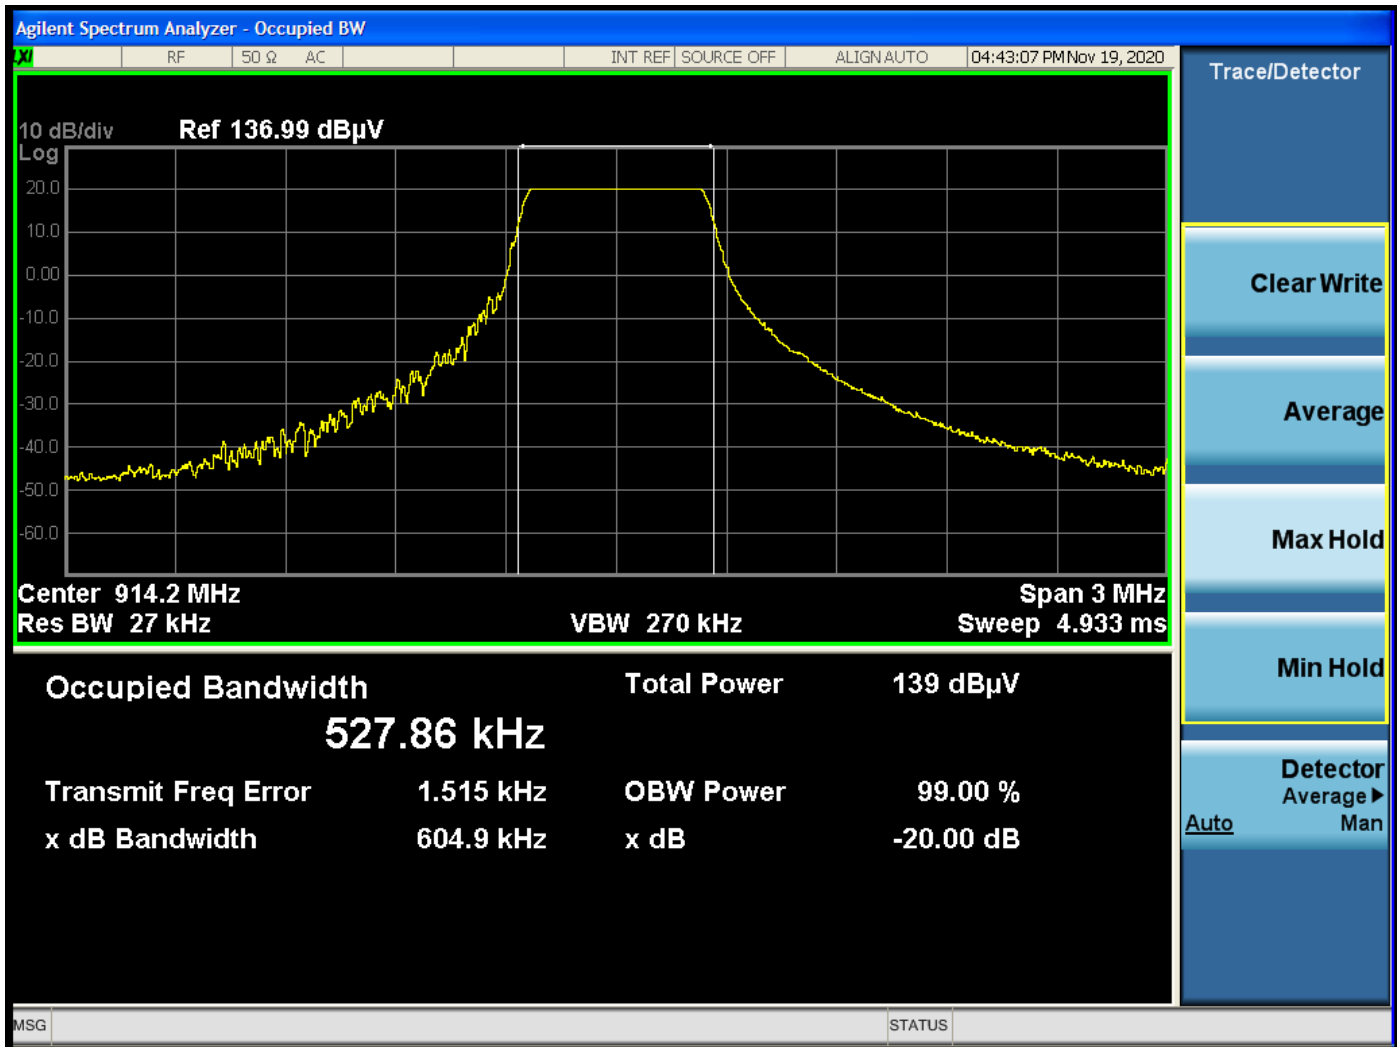 Agilent Spectrum Analyzer - Occupied BW
LXI RF 50 Ω AC INT REF SOURCE OFF ALIGN AUTO 04:43:07 PM Nov 19, 2020
Trace/Detector
10 dB/div Ref 136.99 dBµV
Log
20.0
10.0
0.00
-10.0
-20.0
-30.0
-40.0
-50.0
-60.0
Center 914.2 MHz Span 3 MHz
Res BW 27 kHz VBW 270 kHz Sweep 4.933 ms
Occupied Bandwidth Total Power 139 dBµV
527.86 kHz
Transmit Freq Error 1.515 kHz OBW Power 99.00 %
x dB Bandwidth 604.9 kHz x dB -20.00 dB
Clear Write
Average
Max Hold
Min Hold
Detector
Average
Auto Man
MSG STATUS